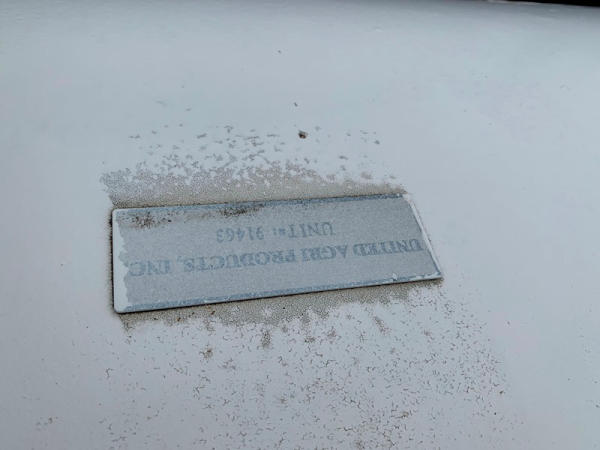 UNITED AGRI PRODUCTS, INC.
UNIT#: 91463